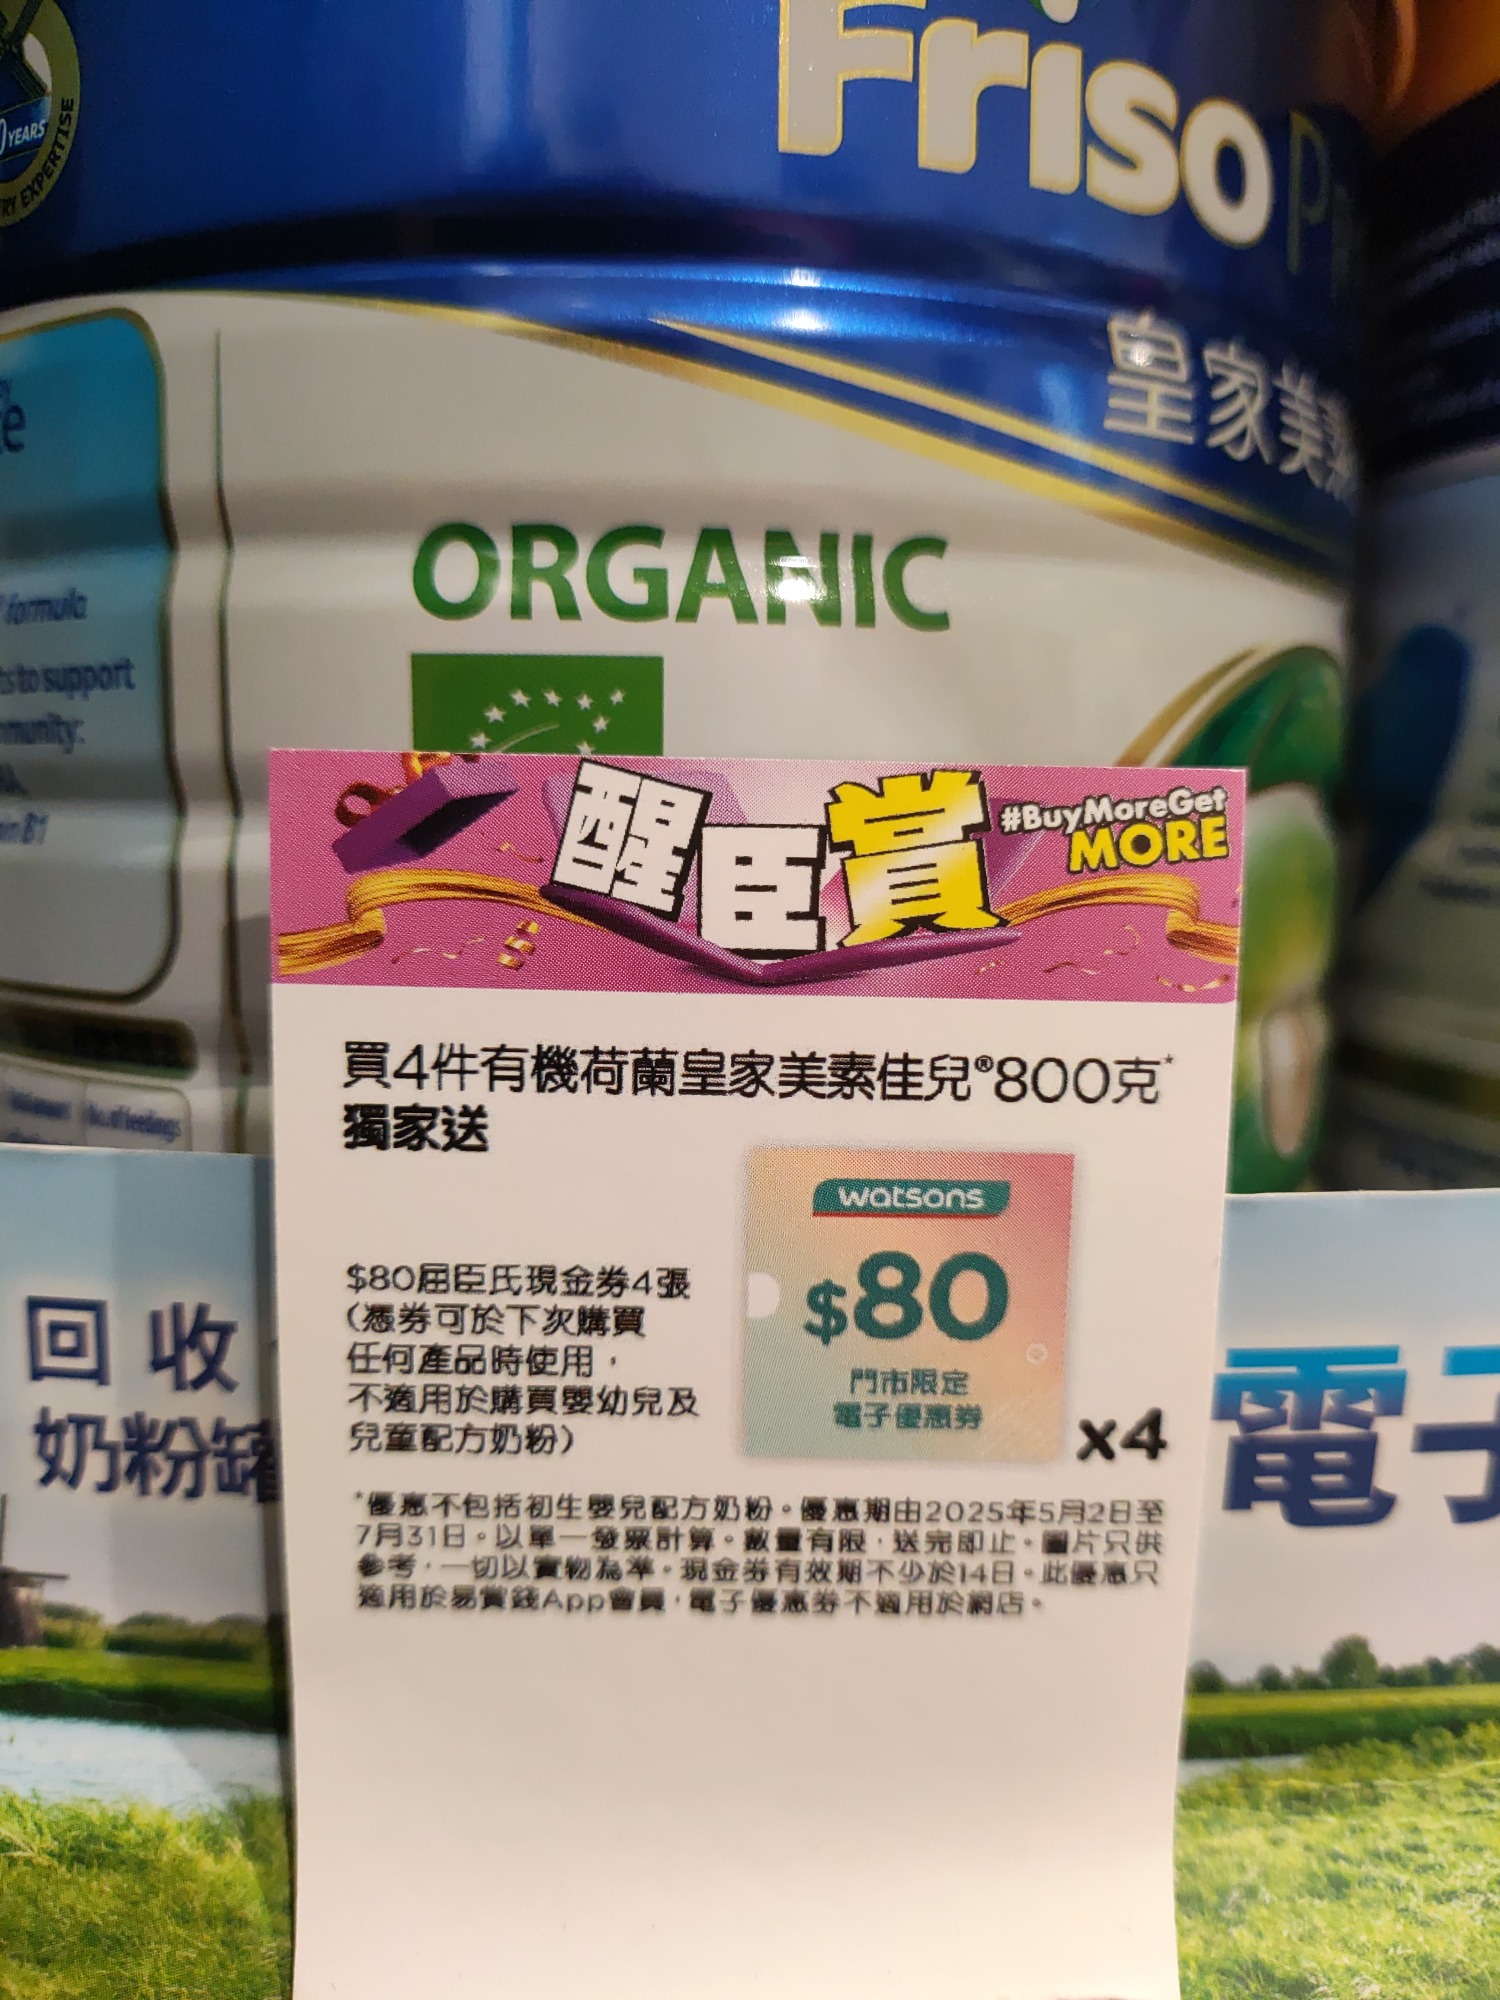 YEARS
RY EXPERTISE
Friso
皇家美素
ORGANIC
formula
ts to support
munity:
醒臣賞
#BuyMoreGet
MORE
買4件有機荷蘭皇家美素佳兒®800克*
獨家送
watsons
$80
門市限定
電子優惠券
x4
$80屈臣氏現金券4張
(憑券可於下次購買
任何產品時使用，
不適用於購買嬰幼兒及
兒童配方奶粉)
*優惠不包括初生嬰兒配方奶粉。優惠期由2025年5月2日至
7月31日。以單一發票計算。數量有限，送完即止。圖片只供
參考，一切以實物為準。現金券有效期不少於14日。此優惠只
適用於易賞錢App會員，電子優惠券不適用於網店。
回收
奶粉罐
電子